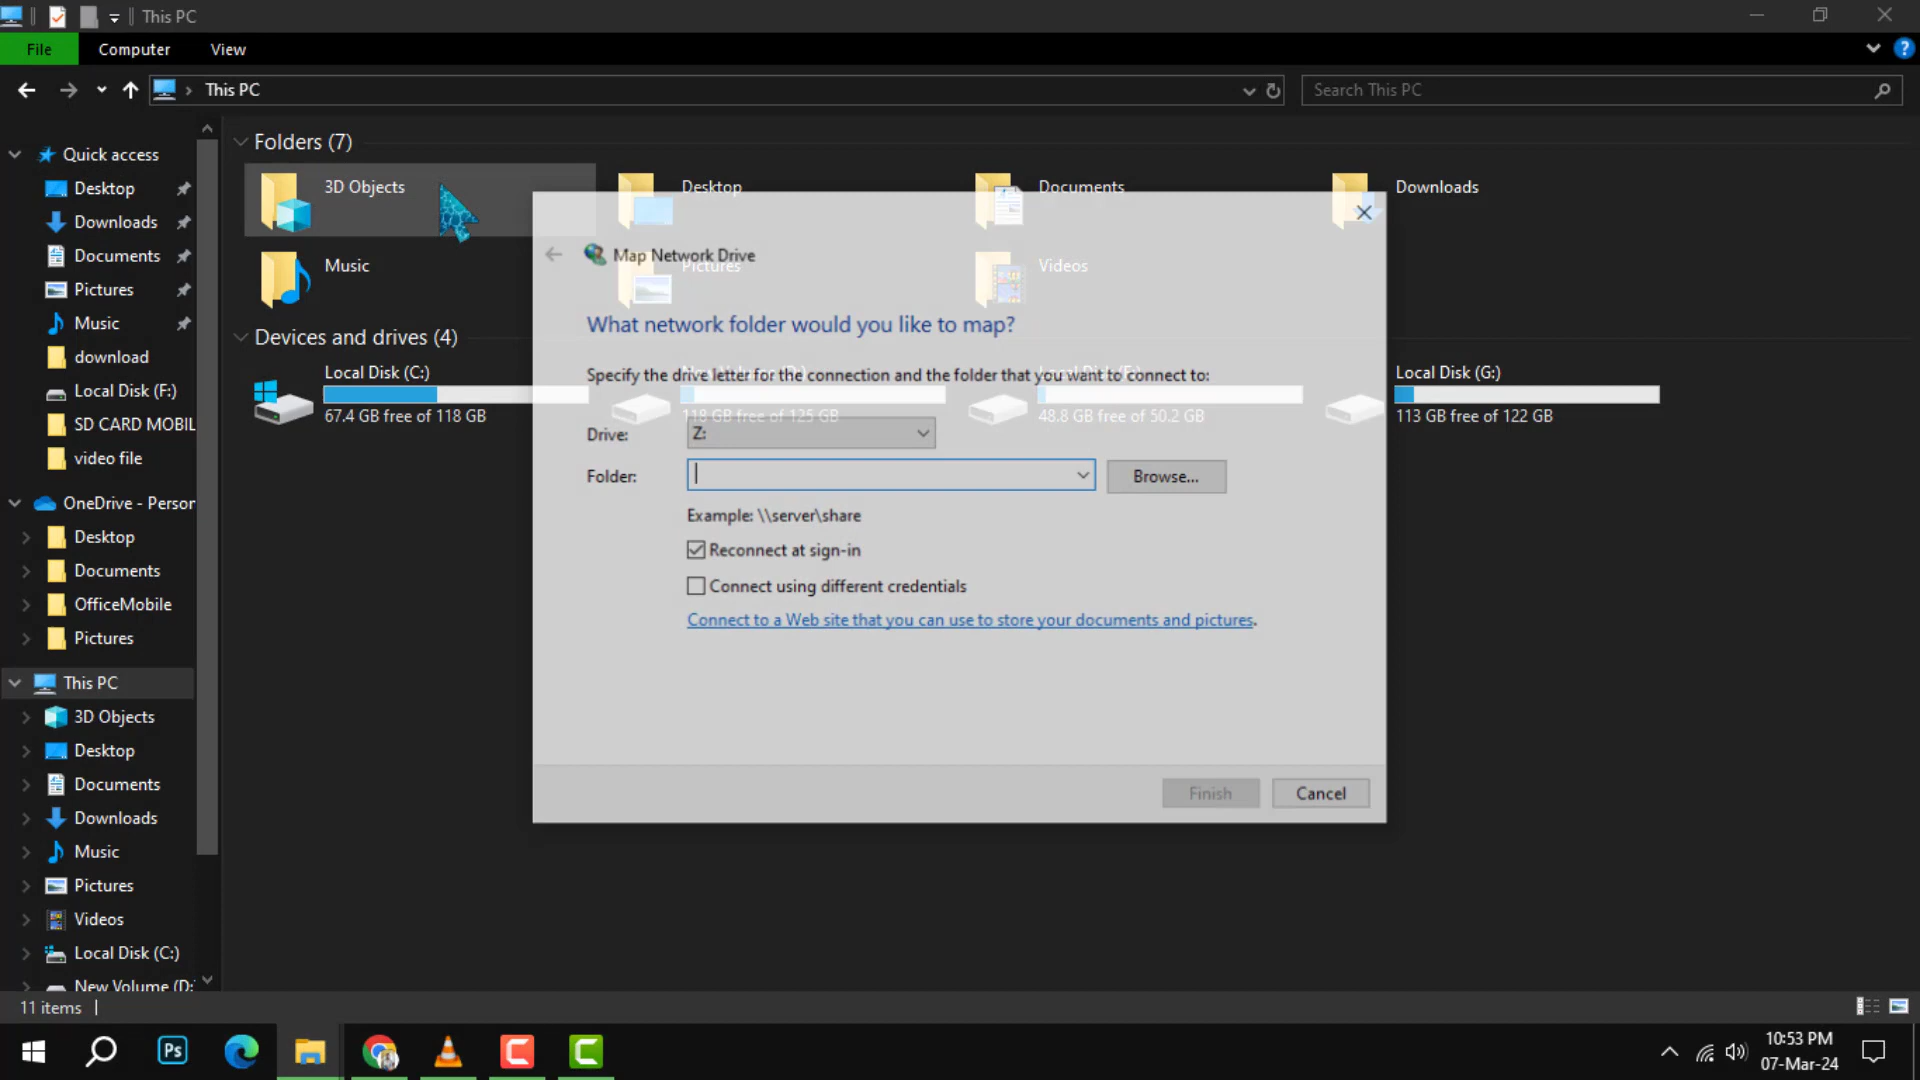 This PC
File
Computer
View
This PC
Search This PC
Quick access
Desktop
Downloads
Documents
Pictures
Music
download
Local Disk (F:)
SD CARD MOBIL
video file
OneDrive - Person
Desktop
Documents
OfficeMobile
Pictures
This PC
3D Objects
Desktop
Documents
Downloads
Music
Pictures
Videos
Local Disk (C:)
New Volume (D:
Folders (7)
3D Objects
Desktop
Documents
Downloads
Music
Pictures
Videos
Devices and drives (4)
Local Disk (C:)
67.4 GB free of 118 GB
118 GB free of 125 GB
48.8 GB free of 50.2 GB
Local Disk (G:)
113 GB free of 122 GB
Map Network Drive
What network folder would you like to map?
Specify the drive letter for the connection and the folder that you want to connect to:
Drive:
Z:
Folder:
Browse...
Example: \\server\share
Reconnect at sign-in
Connect using different credentials
Connect to a Web site that you can use to store your documents and pictures.
Finish
Cancel
11 items
Ps
10:53 PM
07-Mar-24